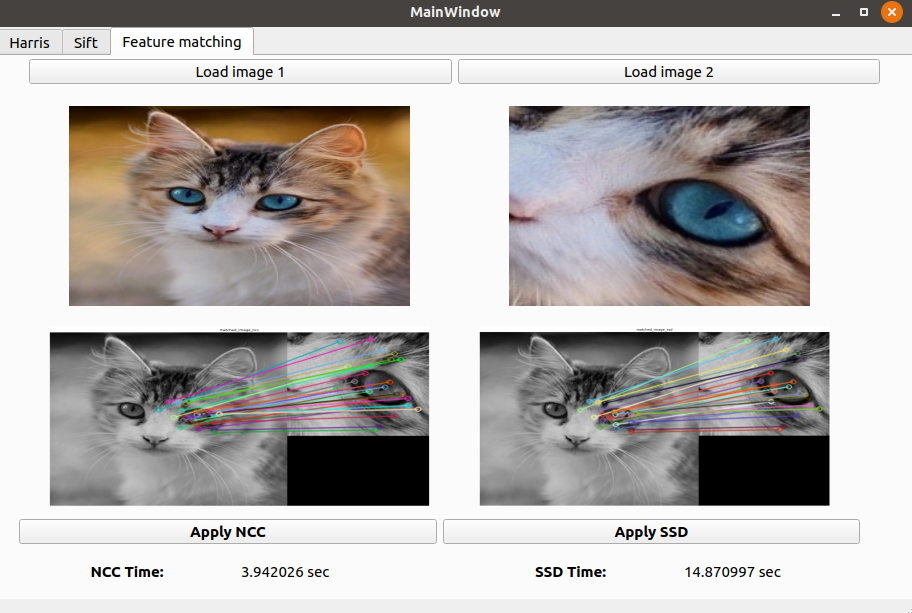 MainWindow
Harris Sift Feature matching
Load image 1 Load image 2
matched_image_ncc matched_image_ssd
Apply NCC Apply SSD
NCC Time: 3.942026 sec SSD Time: 14.870997 sec